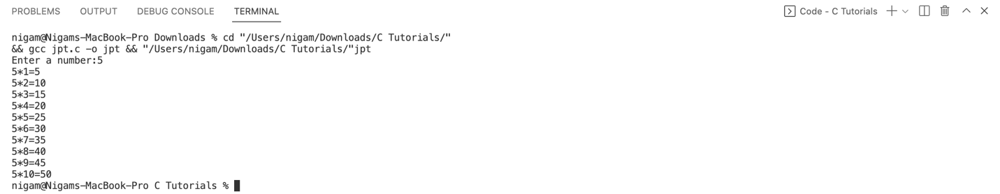 PROBLEMS OUTPUT DEBUG CONSOLE TERMINAL Code - C Tutorials
nigam@Nigams-MacBook-Pro Downloads % cd "/Users/nigam/Downloads/C Tutorials/"
&& gcc jpt.c -o jpt && "/Users/nigam/Downloads/C Tutorials/"jpt
Enter a number:5
5*1=5
5*2=10
5*3=15
5*4=20
5*5=25
5*6=30
5*7=35
5*8=40
5*9=45
5*10=50
nigam@Nigams-MacBook-Pro C Tutorials %